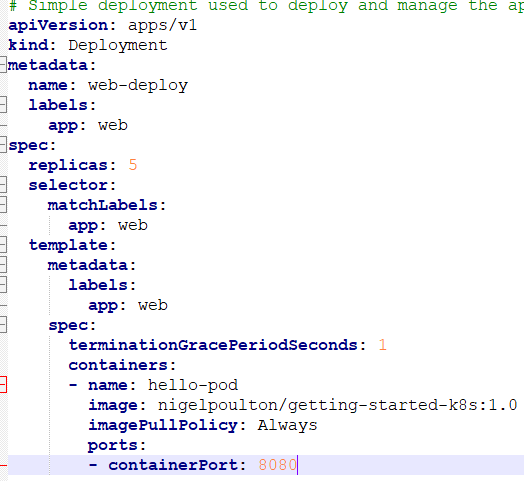 # Simple deployment used to deploy and manage the
apiVersion: apps/v1
kind: Deployment
metadata:
  name: web-deploy
  labels:
    app: web
spec:
  replicas: 5
  selector:
    matchLabels:
      app: web
  template:
    metadata:
      labels:
        app: web
    spec:
      terminationGracePeriodSeconds: 1
      containers:
      - name: hello-pod
        image: nigelpoulton/getting-started-k8s:1.0
        imagePullPolicy: Always
        ports:
        - containerPort: 8080